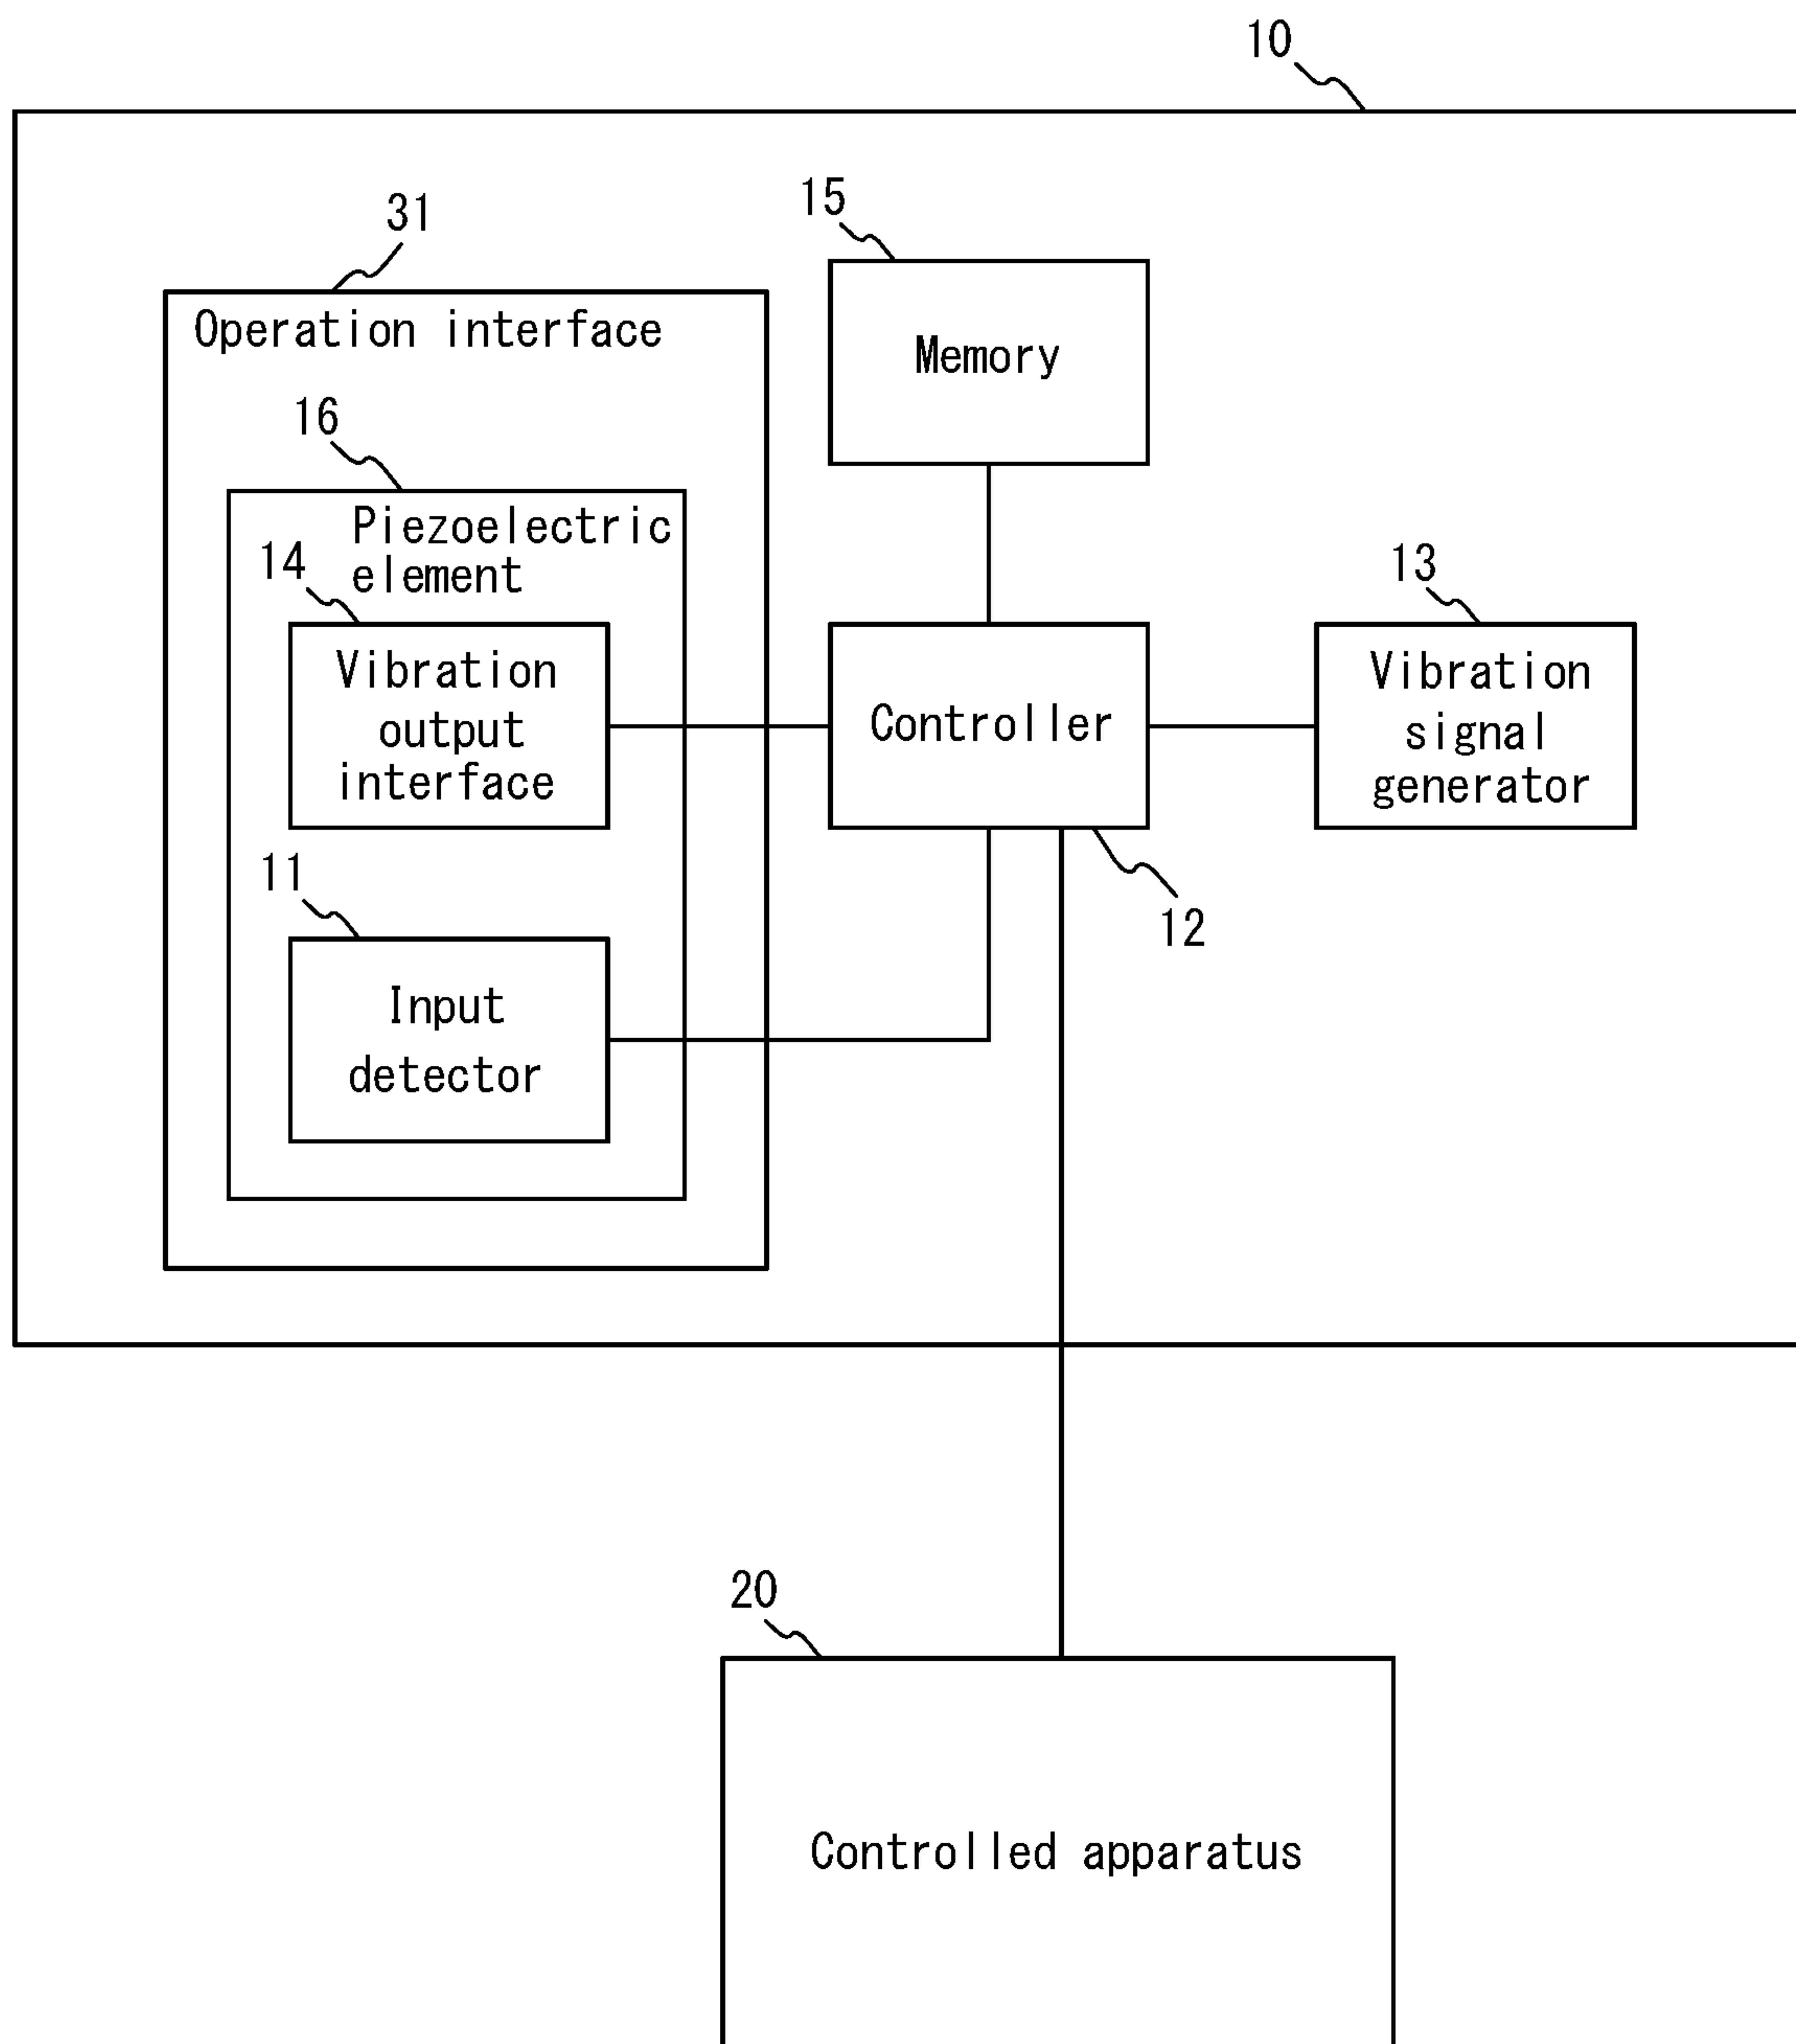 10
31
15
Operation interface
Memory
16
Piezoelectric
element
14
13
Vibration
output
interface
Controller
Vibration
signal
generator
11
12
Input
detector
20
Controlled apparatus